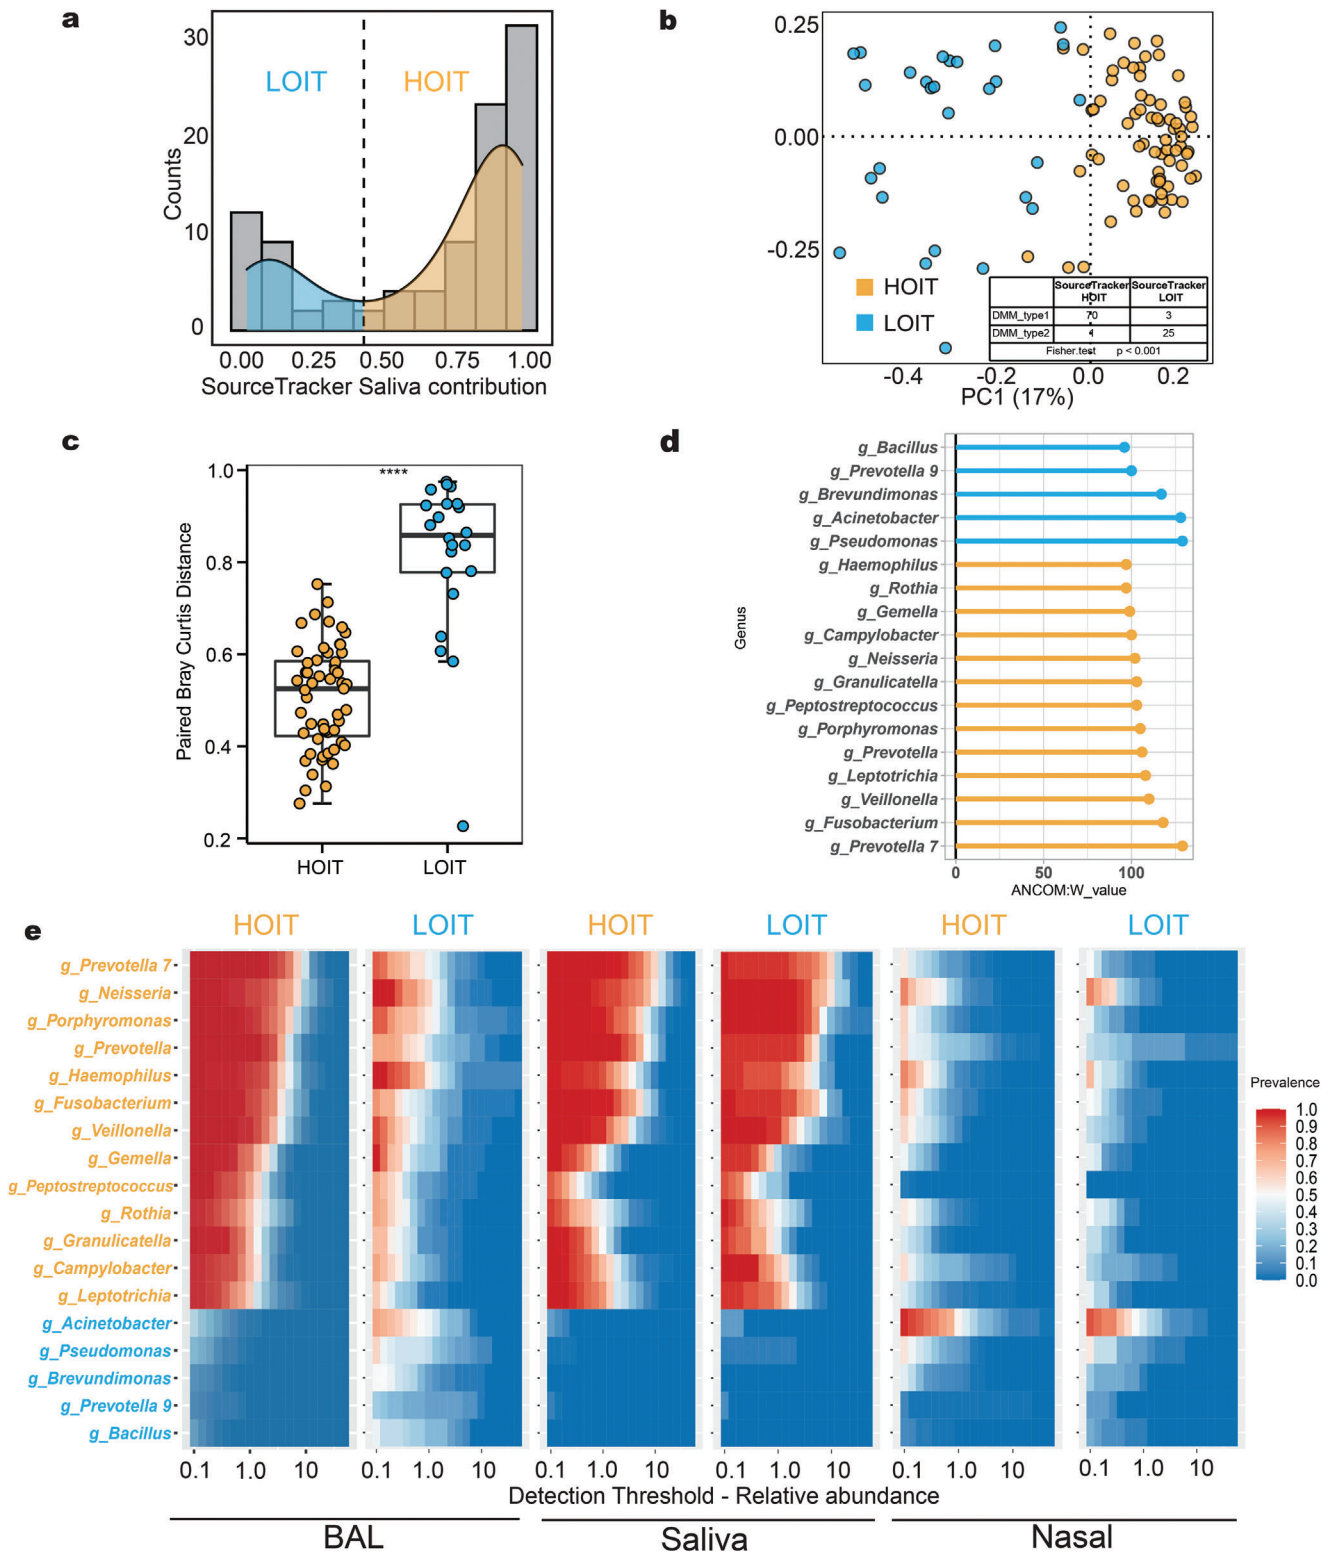 a
LOIT
HOIT
Counts
30
20
10
0
0.00 0.25 0.50 0.75 1.00
SourceTracker Saliva contribution
b
0.25
0.00
-0.25
HOIT
LOIT
SourceTracker HOIT SourceTracker LOIT
DMM_type1 70 3
DMM_type2 4 25
Fisher.test p < 0.001
-0.4 -0.2 0.0 0.2
PC1 (17%)
c
Paired Bray Curtis Distance
1.0
0.8
0.6
0.4
0.2
****
HOIT LOIT
d
Genus
g_Bacillus
g_Prevotella 9
g_Brevundimonas
g_Acinetobacter
g_Pseudomonas
g_Haemophilus
g_Rothia
g_Gemella
g_Campylobacter
g_Neisseria
g_Granulicatella
g_Peptostreptococcus
g_Porphyromonas
g_Prevotella
g_Leptotrichia
g_Veillonella
g_Fusobacterium
g_Prevotella 7
0 50 100
ANCOM:W_value
e
HOIT LOIT HOIT LOIT HOIT LOIT
g_Prevotella 7
g_Neisseria
g_Porphyromonas
g_Prevotella
g_Haemophilus
g_Fusobacterium
g_Veillonella
g_Gemella
g_Peptostreptococcus
g_Rothia
g_Granulicatella
g_Campylobacter
g_Leptotrichia
g_Acinetobacter
g_Pseudomonas
g_Brevundimonas
g_Prevotella 9
g_Bacillus
Prevalence
1.0
0.9
0.8
0.7
0.6
0.5
0.4
0.3
0.2
0.1
0.0
0.1 1.0 10 0.1 1.0 10 0.1 1.0 10 0.1 1.0 10 0.1 1.0 10 0.1 1.0 10
Detection Threshold - Relative abundance
BAL Saliva Nasal